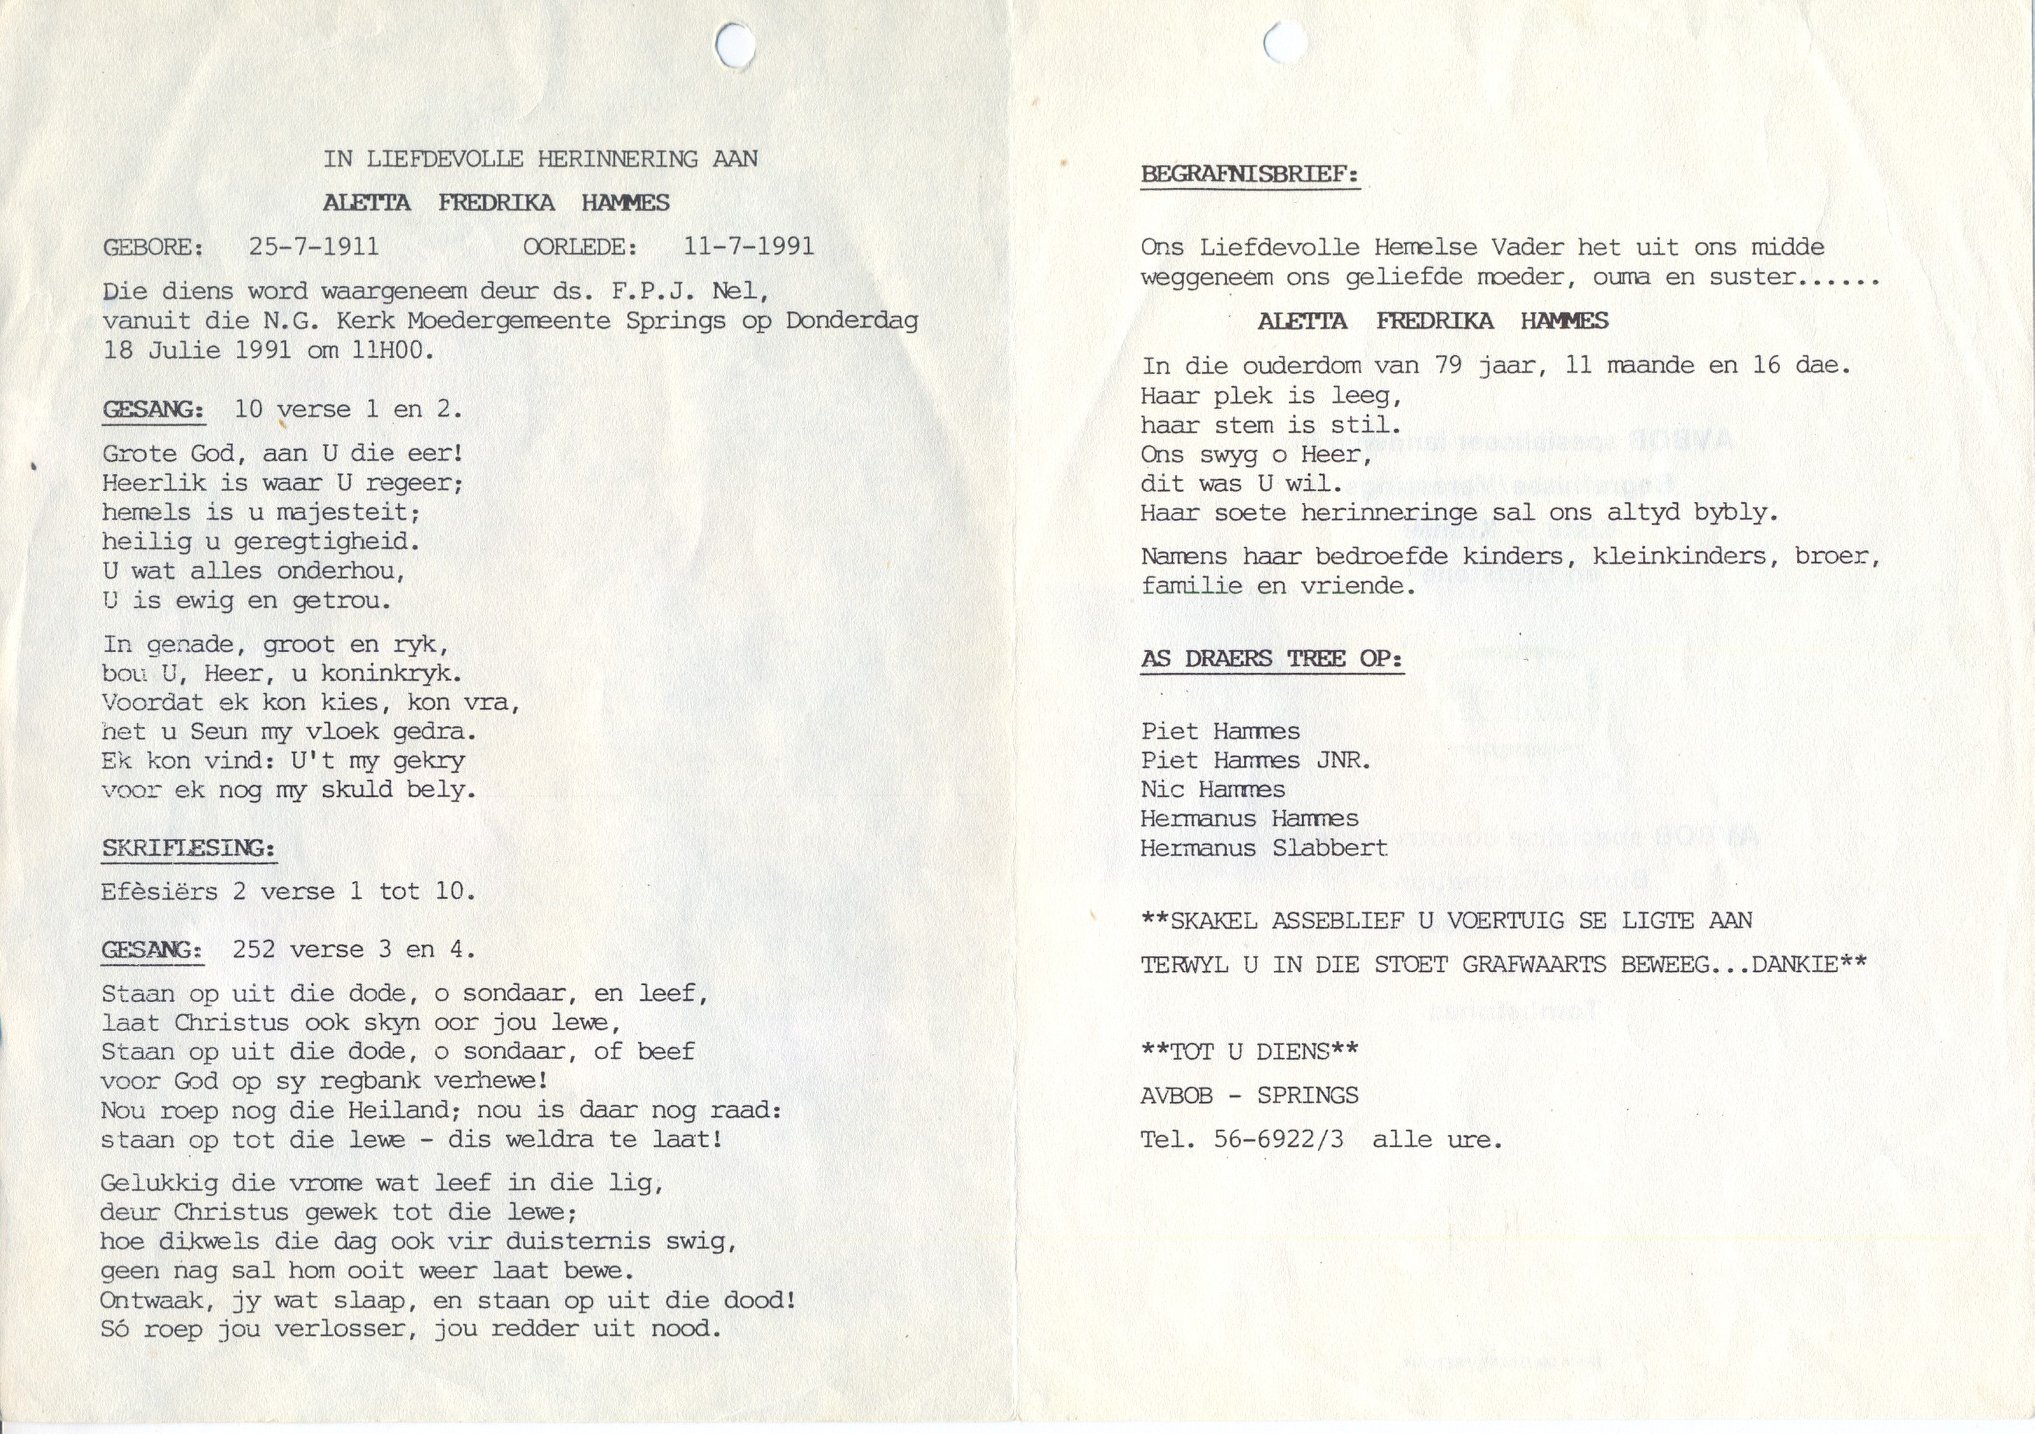 IN LIEFDEVOLLE HERINNERING AAN
ALETTA FREDRIKA HAMMES
GEBORE: 25-7-1911 OORLEDE: 11-7-1991
Die diens word waargeneem deur ds. F.P.J. Nel,
vanuit die N.G. Kerk Moedergemeente Springs op Donderdag
18 Julie 1991 om 11H00.
GESANG: 10 verse 1 en 2.
Grote God, aan U die eer!
Heerlik is waar U regeer;
hemels is u majesteit;
heilig u geregtigheid.
U wat alles onderhou,
U is ewig en getrou.
In genade, groot en ryk,
bou U, Heer, u koninkryk.
Voordat ek kon kies, kon vra,
het u Seun my vloek gedra.
Ek kon vind: U't my gekry
voor ek nog my skuld bely.
SKRIFLESING:
Efèsiërs 2 verse 1 tot 10.
GESANG: 252 verse 3 en 4.
Staan op uit die dode, o sondaar, en leef,
laat Christus ook skyn oor jou lewe,
Staan op uit die dode, o sondaar, of beef
voor God op sy regbank verhewe!
Nou roep nog die Heiland; nou is daar nog raad:
staan op tot die lewe - dis weldra te laat!
Gelukkig die vrome wat leef in die lig,
deur Christus gewek tot die lewe;
hoe dikwels die dag ook vir duisternis swig,
geen nag sal hom ooit weer laat bewe.
Ontwaak, jy wat slaap, en staan op uit die dood!
Só roep jou verlosser, jou redder uit nood.
BEGRAFNISBRIEF:
Ons Liefdevolle Hemelse Vader het uit ons midde
weggeneem ons geliefde moeder, ouma en suster......
ALETTA FREDRIKA HAMMES
In die ouderdom van 79 jaar, 11 maande en 16 dae.
Haar plek is leeg,
haar stem is stil.
Ons swyg o Heer,
dit was U wil.
Haar soete herinneringe sal ons altyd bybly.
Namens haar bedroefde kinders, kleinkinders, broer,
familie en vriende.
AS DRAERS TREE OP:
Piet Hammes
Piet Hammes JNR.
Nic Hammes
Hermanus Hammes
Hermanus Slabbert
**SKAKEL ASSEBLIEF U VOERTUIG SE LIGTE AAN
TERWYL U IN DIE STOET GRAFWAARTS BEWEEG...DANKIE**
**TOT U DIENS**
AVBOB - SPRINGS
Tel. 56-6922/3 alle ure.